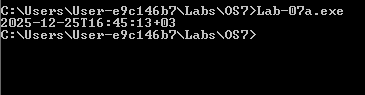 C:\Users\User-e9c146b7\Labs\OS7>Lab-07a.exe
2025-12-25T16:45:13+03
C:\Users\User-e9c146b7\Labs\OS7>